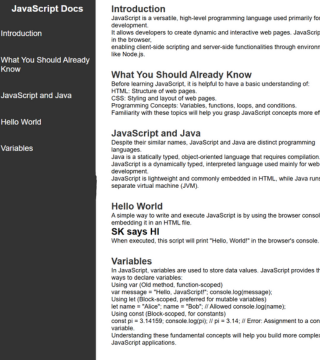 JavaScript Docs
Introduction
What You Should Already
Know
JavaScript and Java
Hello World
Variables
Introduction
JavaScript is a versatile, high-level programming language used primarily for
development.
It allows developers to create dynamic and interactive web pages. JavaScript
in the browser,
enabling client-side scripting and server-side functionalities through environm
like Node.js.
What You Should Already Know
Before learning JavaScript, it is helpful to have a basic understanding of:
HTML: Structure of web pages.
CSS: Styling and layout of web pages.
Programming Concepts: Variables, functions, loops, and conditions.
Familiarity with these topics will help you grasp JavaScript concepts more eff
JavaScript and Java
Despite their similar names, JavaScript and Java are distinct programming
languages.
Java is a statically typed, object-oriented language that requires compilation.
JavaScript is a dynamically typed, interpreted language used mainly for web
development.
JavaScript is lightweight and commonly embedded in HTML, while Java runs
separate virtual machine (JVM).
Hello World
A simple way to write and execute JavaScript is by using the browser consol
embedding it in an HTML file.
SK says HI
When executed, this script will print "Hello, World!" in the browser's console.
Variables
In JavaScript, variables are used to store data values. JavaScript provides th
ways to declare variables:
Using var (Old method, function-scoped)
var message = "Hello, JavaScript!"; console.log(message);
Using let (Block-scoped, preferred for mutable variables)
let name = "Alice"; name = "Bob"; // Allowed console.log(name);
Using const (Block-scoped, for constants)
const pi = 3.14159; console.log(pi); // pi = 3.14; // Error: Assignment to a con
variable.
Understanding these fundamental concepts will help you build more complex
JavaScript applications.